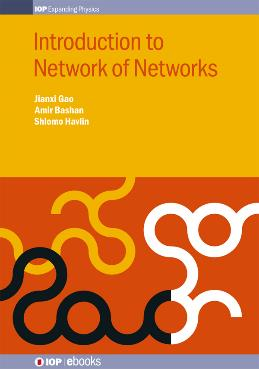 IOP Expanding Physics
Introduction to
Network of Networks
Jianxi Gao
Amir Bashan
Shlomo Havlin
IOP | ebooks